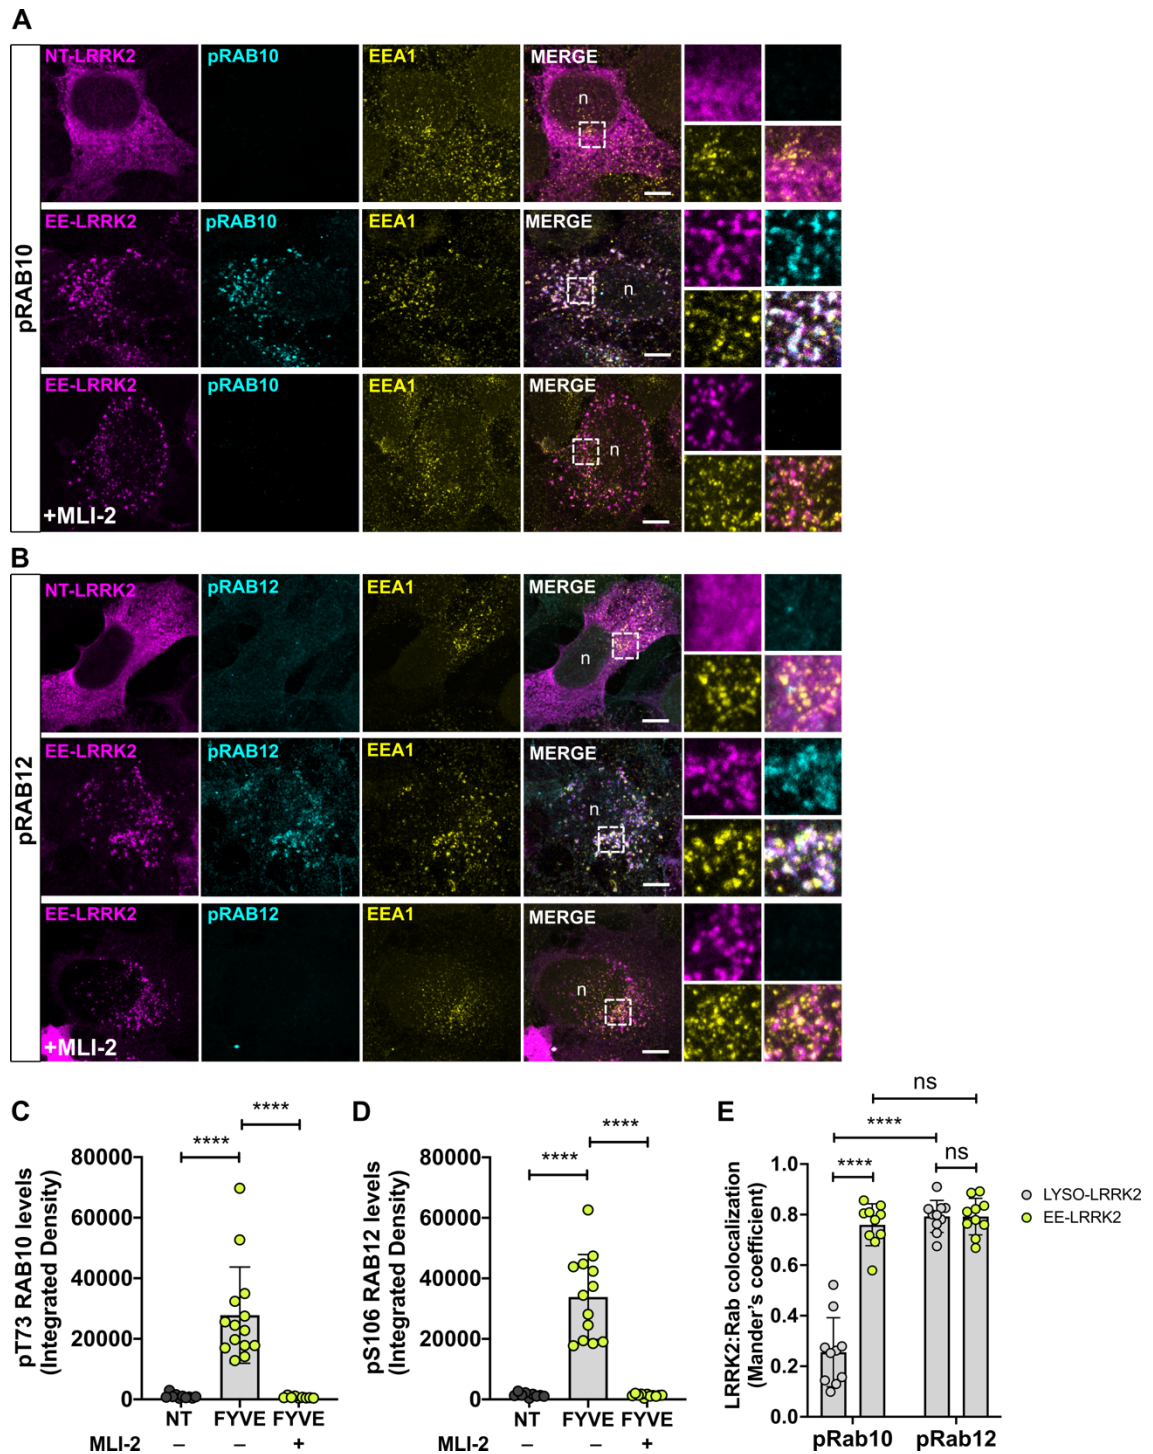 A
pRAB10
NT-LRRK2 pRAB10 EEA1 MERGE
n
EE-LRRK2 pRAB10 EEA1 MERGE
n
EE-LRRK2 pRAB10 EEA1 MERGE
n
+MLI-2
B
pRAB12
NT-LRRK2 pRAB12 EEA1 MERGE
n
EE-LRRK2 pRAB12 EEA1 MERGE
n
EE-LRRK2 pRAB12 EEA1 MERGE
n
+MLI-2
C
pT73 RAB10 levels
(Integrated Density)
****
****
80000
60000
40000
20000
0
NT FYVE FYVE
MLI-2 – – +
D
pS106 RAB12 levels
(Integrated Density)
****
****
80000
60000
40000
20000
0
NT FYVE FYVE
– – +
E
LRRK2:Rab colocalization
(Mander's coefficient)
ns
****
**** ns
1.0
0.8
0.6
0.4
0.2
0.0
pRab10 pRab12
LYSO-LRRK2
EE-LRRK2